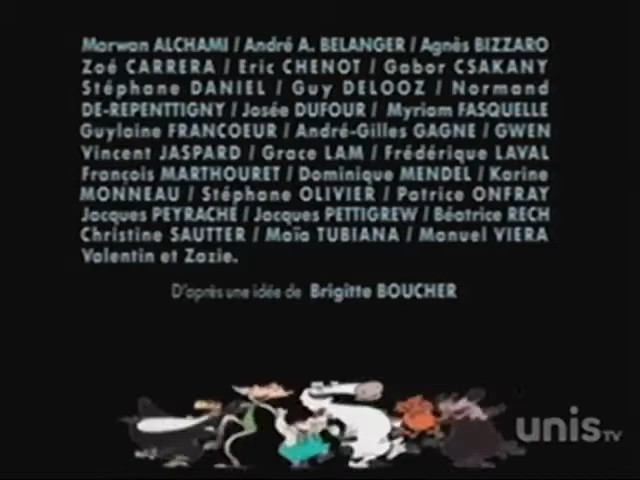 Marwan ALCHAMI / André A. BELANGER / Agnès BIZZARO
Zoé CARRERA / Eric CHENOT / Gabor CSAKANY
Stéphane DANIEL / Guy DELOOZ / Normand
DE-REPENTTIGNY / Josée DUFOUR / Myriam FASQUELLE
Guylaine FRANCOEUR / André-Gilles GAGNE / GWEN
Vincent JASPARD / Grace LAM / Frédérique LAVAL
François MARTHOURET / Dominique MENDEL / Karine
MONNEAU / Stéphane OLIVIER / Patrice ONFRAY
Jacques PEYRACHE / Jacques PETTIGREW / Béatrice RECH
Christine SAUTTER / Maïa TUBIANA / Manuel VIERA
Valentin et Zazie.
D'après une idée de Brigitte BOUCHER
unis TV